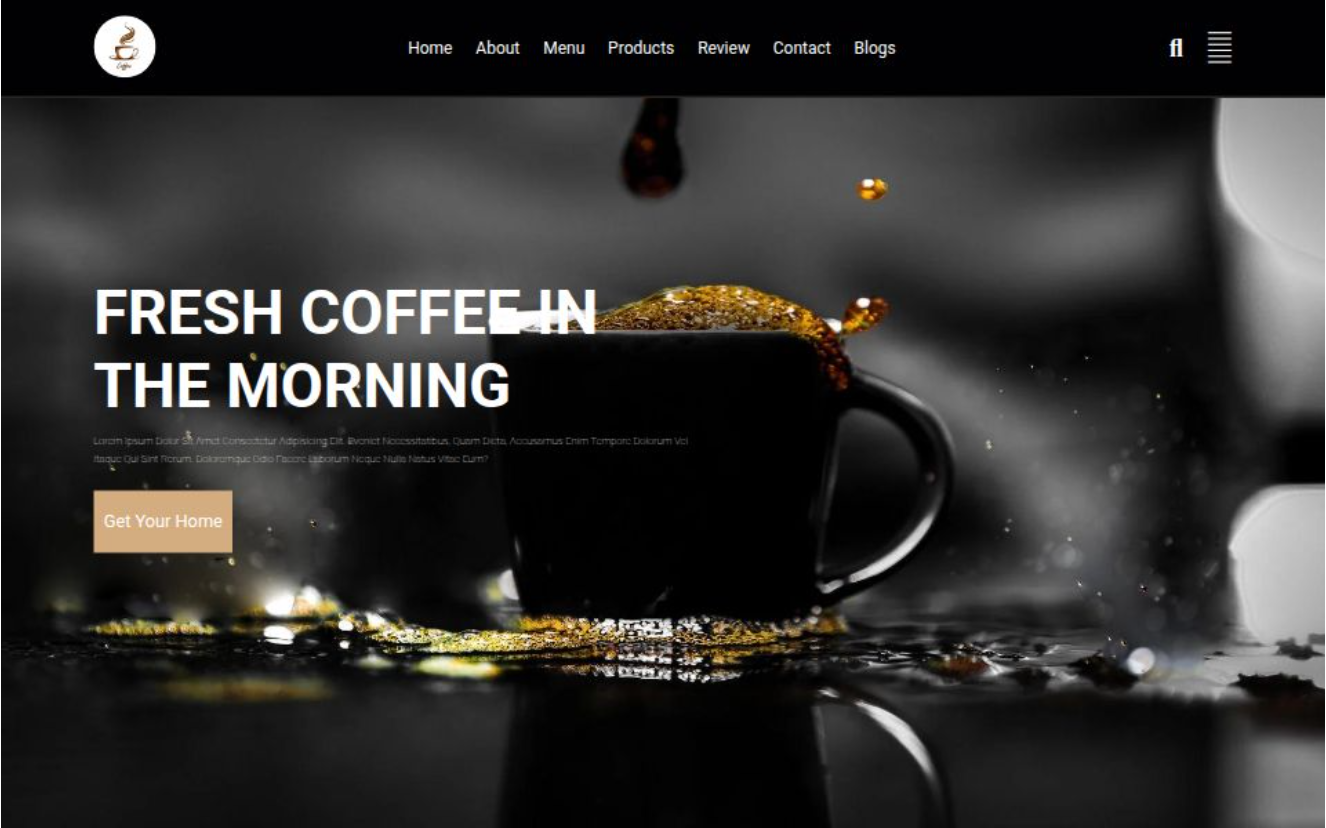 Coffee
Home About Menu Products Review Contact Blogs
fl
FRESH COFFEE IN
THE MORNING
Lorem Ipsum Dolor Sit Amet Consectetur Adipisicing Elit. Eveniet Necessitatibus, Quam Dicta, Accusamus Enim Tempore Dolorum Vel
Itaque Qui Sint Rerum. Doloremque Odio Facere Laborum Neque Nulla Natus Vitae Eum?
Get Your Home